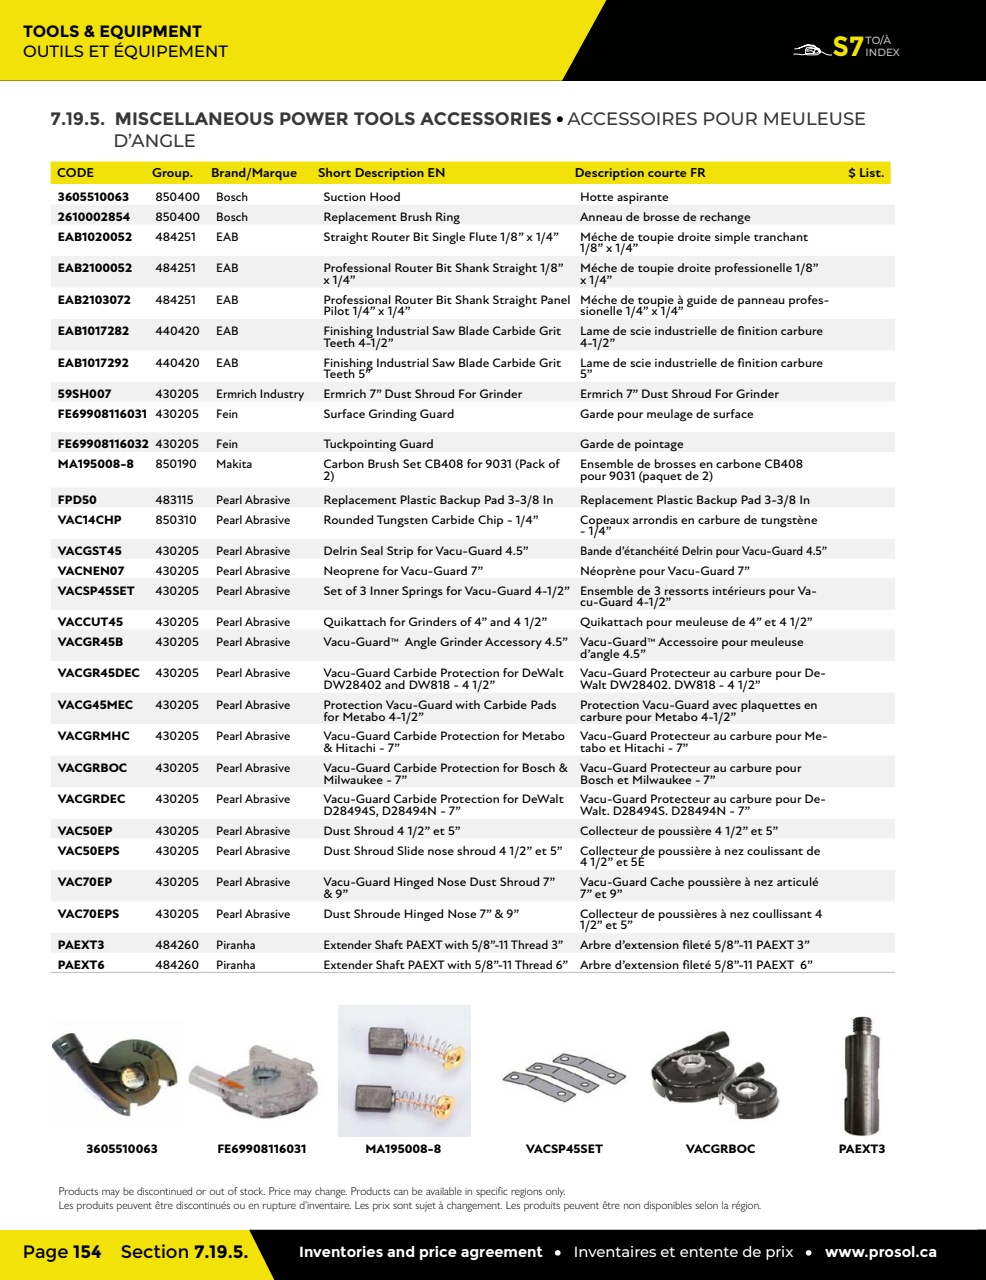 TOOLS & EQUIPMENT
OUTILS ET ÉQUIPEMENT
S7 TO/À INDEX
7.19.5. MISCELLANEOUS POWER TOOLS ACCESSORIES • ACCESSOIRES POUR MEULEUSE
D’ANGLE
CODE Group. Brand/Marque Short Description EN Description courte FR $ List.
3605510063 850400 Bosch Suction Hood Hotte aspirante
2610002854 850400 Bosch Replacement Brush Ring Anneau de brosse de rechange
EAB1020052 484251 EAB Straight Router Bit Single Flute 1/8” x 1/4” Méche de toupie droite simple tranchant
1/8” x 1/4”
EAB2100052 484251 EAB Professional Router Bit Shank Straight 1/8” Méche de toupie droite professionelle 1/8”
x 1/4” x 1/4”
EAB2103072 484251 EAB Professional Router Bit Shank Straight Panel Méche de toupie à guide de panneau profes-
Pilot 1/4” x 1/4” sionelle 1/4” x 1/4”
EAB1017282 440420 EAB Finishing Industrial Saw Blade Carbide Grit Lame de scie industrielle de finition carbure
Teeth 4-1/2” 4-1/2”
EAB1017292 440420 EAB Finishing Industrial Saw Blade Carbide Grit Lame de scie industrielle de finition carbure
Teeth 5” 5”
59SH007 430205 Ermrich Industry Ermrich 7” Dust Shroud For Grinder Ermrich 7” Dust Shroud For Grinder
FE69908116031 430205 Fein Surface Grinding Guard Garde pour meulage de surface
FE69908116032 430205 Fein Tuckpointing Guard Garde de pointage
MA195008-8 850190 Makita Carbon Brush Set CB408 for 9031 (Pack of Ensemble de brosses en carbone CB408
2) pour 9031 (paquet de 2)
FPD50 483115 Pearl Abrasive Replacement Plastic Backup Pad 3-3/8 In Replacement Plastic Backup Pad 3-3/8 In
VAC14CHP 850310 Pearl Abrasive Rounded Tungsten Carbide Chip - 1/4” Copeaux arrondis en carbure de tungstène
- 1/4”
VACGST45 430205 Pearl Abrasive Delrin Seal Strip for Vacu-Guard 4.5” Bande d’étanchéité Delrin pour Vacu-Guard 4.5”
VACNEN07 430205 Pearl Abrasive Neoprene for Vacu-Guard 7” Néoprène pour Vacu-Guard 7”
VACSP45SET 430205 Pearl Abrasive Set of 3 Inner Springs for Vacu-Guard 4-1/2” Ensemble de 3 ressorts intérieurs pour Va-
cu-Guard 4-1/2”
VACCUT45 430205 Pearl Abrasive Quikattach for Grinders of 4” and 4 1/2” Quikattach pour meuleuse de 4” et 4 1/2”
VACGR45B 430205 Pearl Abrasive Vacu-Guard™ Angle Grinder Accessory 4.5” Vacu-Guard™ Accessoire pour meuleuse
d’angle 4.5”
VACGR45DEC 430205 Pearl Abrasive Vacu-Guard Carbide Protection for DeWalt Vacu-Guard Protecteur au carbure pour De-
DW28402 and DW818 - 4 1/2” Walt DW28402. DW818 - 4 1/2”
VACG45MEC 430205 Pearl Abrasive Protection Vacu-Guard with Carbide Pads Protection Vacu-Guard avec plaquettes en
for Metabo 4-1/2” carbure pour Metabo 4-1/2”
VACGRMHC 430205 Pearl Abrasive Vacu-Guard Carbide Protection for Metabo Vacu-Guard Protecteur au carbure pour Me-
& Hitachi - 7” tabo et Hitachi - 7”
VACGRBOC 430205 Pearl Abrasive Vacu-Guard Carbide Protection for Bosch & Vacu-Guard Protecteur au carbure pour
Milwaukee - 7” Bosch et Milwaukee - 7”
VACGRDEC 430205 Pearl Abrasive Vacu-Guard Carbide Protection for DeWalt Vacu-Guard Protecteur au carbure pour De-
D28494S, D28494N - 7” Walt. D28494S. D28494N - 7”
VAC50EP 430205 Pearl Abrasive Dust Shroud 4 1/2” et 5” Collecteur de poussière 4 1/2” et 5”
VAC50EPS 430205 Pearl Abrasive Dust Shroud Slide nose shroud 4 1/2” et 5” Collecteur de poussière à nez coulissant de
4 1/2” et 5É
VAC70EP 430205 Pearl Abrasive Vacu-Guard Hinged Nose Dust Shroud 7” Vacu-Guard Cache poussière à nez articulé
& 9” 7” et 9”
VAC70EPS 430205 Pearl Abrasive Dust Shroude Hinged Nose 7” & 9” Collecteur de poussières à nez coullissant 4
1/2” et 5”
PAEXT3 484260 Piranha Extender Shaft PAEXT with 5/8”-11 Thread 3” Arbre d’extension fileté 5/8”-11 PAEXT 3”
PAEXT6 484260 Piranha Extender Shaft PAEXT with 5/8”-11 Thread 6” Arbre d’extension fileté 5/8”-11 PAEXT 6”
3605510063 FE69908116031 MA195008-8 VACSP45SET VACGRBOC PAEXT3
Products may be discontinued or out of stock. Price may change. Products can be available in specific regions only.
Les produits peuvent être discontinués ou en rupture d’inventaire. Les prix sont sujet à changement. Les produits peuvent être non disponibles selon la région.
Page 154 Section 7.19.5. Inventories and price agreement • Inventaires et entente de prix • www.prosol.ca